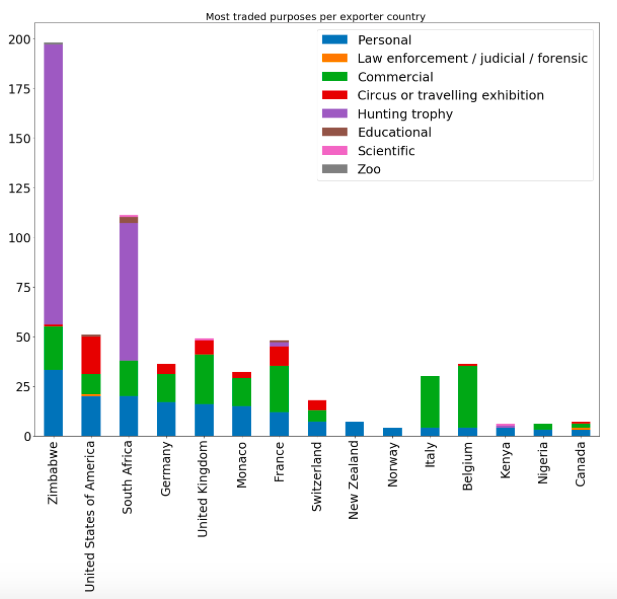 Most traded purposes per exporter country
200
175
150
125
100
75
50
25
0
Personal
Law enforcement / judicial / forensic
Commercial
Circus or travelling exhibition
Hunting trophy
Educational
Scientific
Zoo
Zimbabwe
United States of America
South Africa
Germany
United Kingdom
Monaco
France
Switzerland
New Zealand
Norway
Italy
Belgium
Kenya
Nigeria
Canada